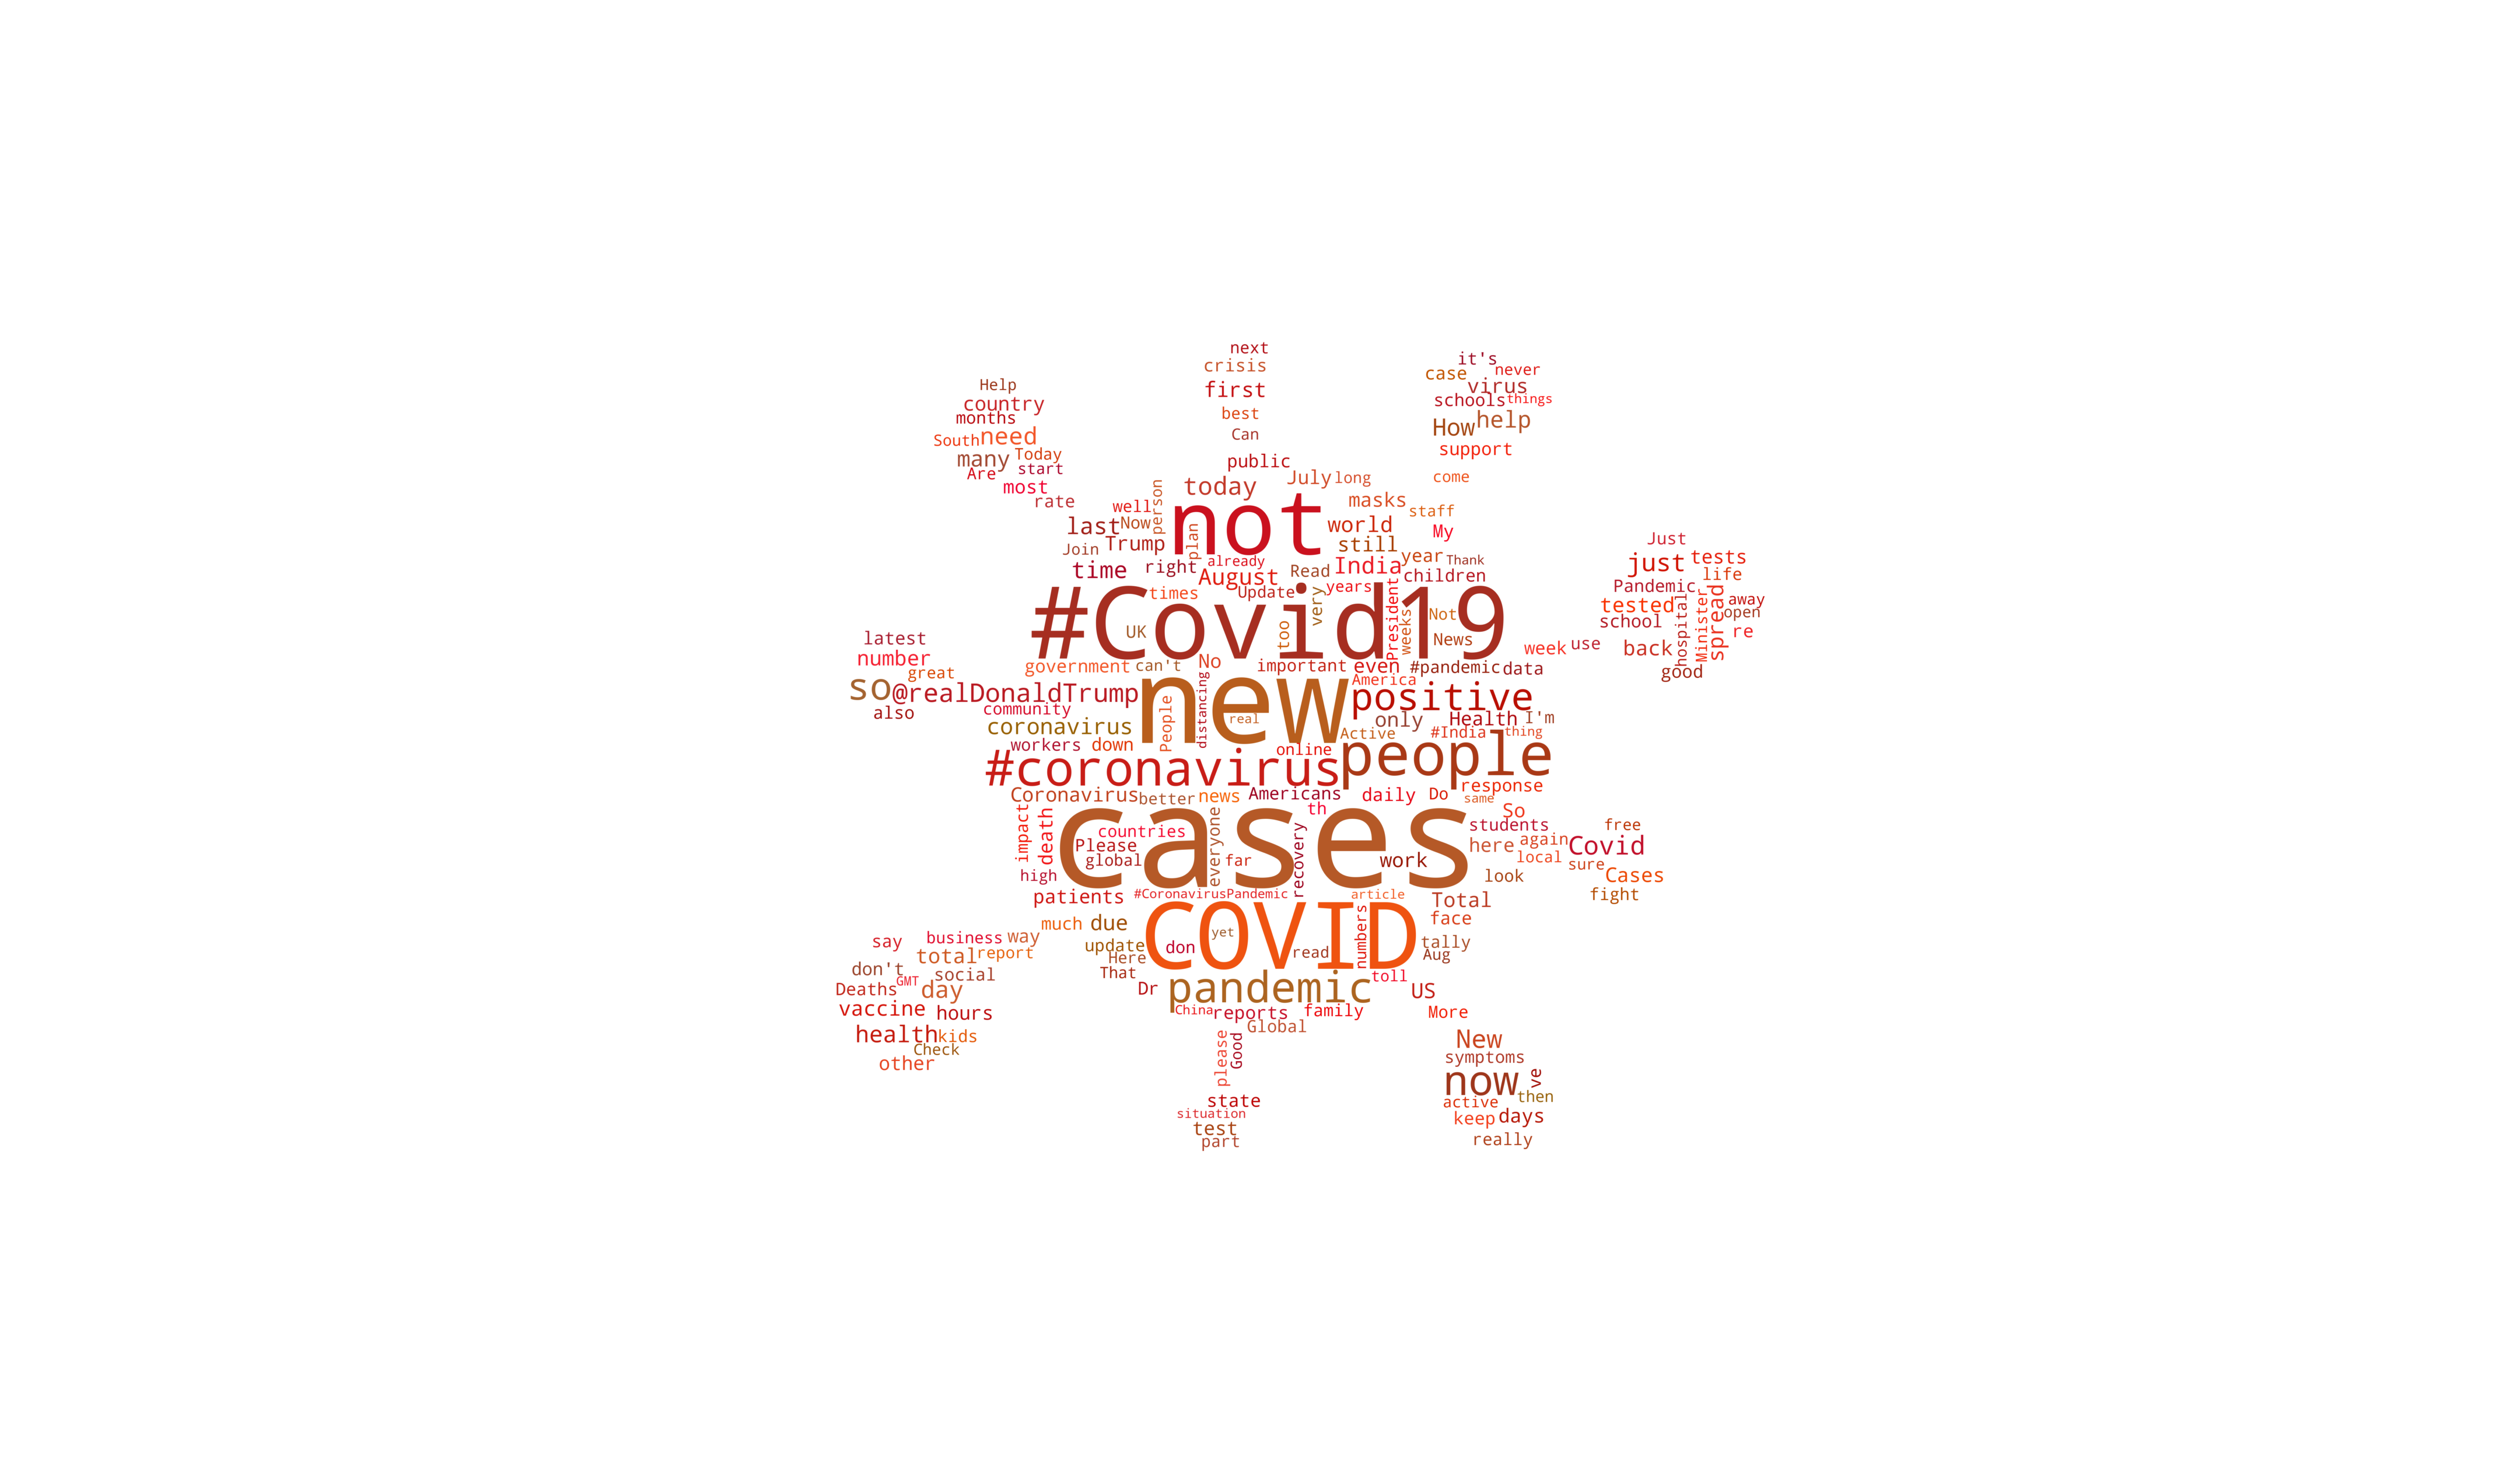 next
crisis
first
best
Can
public
it's
case
never
virus
schools
things
How
help
support
come
Help
country
months
South
need
many
Today
Are
start
most
rate
today
July
long
not
masks
staff
world
My
still
well
person
last
Now
plan
Join
Trump
time
right
already
August
Read
India
year
Thank
children
years
Update
times
#Covid19
very
too
UK
President
weeks
Not
News
Just
just
tests
Pandemic
life
tested
school
hospital
Minister
spread
away
open
re
week
use
back
good
latest
number
great
so
@realDonaldTrump
also
government
can't
No
important
even
#pandemic
data
new
distancing
People
real
America
positive
community
coronavirus
only
Health
I'm
Active
#India
thing
workers
down
online
people
#coronavirus
Coronavirus
better
news
Americans
th
daily
Do
response
same
So
impact
death
cases
countries
Please
global
everyone
far
recovery
work
students
here
again
local
look
free
Covid
sure
Cases
fight
high
patients
#CoronavirusPandemic
article
Total
face
much
due
COVID
yet
don
read
numbers
tally
Aug
update
Here
That
Dr
pandemic
toll
US
China
reports
family
More
Global
say
business
way
total
report
don't
social
GMT
Deaths
day
vaccine
hours
health
kids
Check
other
please
Good
state
situation
test
part
New
symptoms
now
ve
active
then
keep
days
really